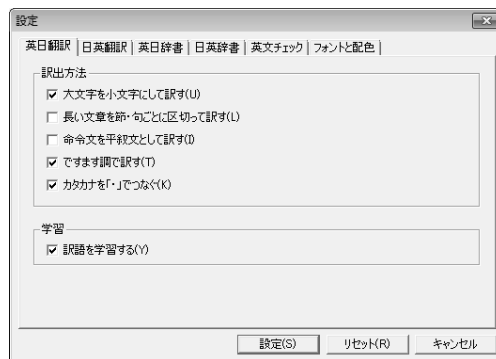 設定
英日翻訳 日英翻訳 英日辞書 日英辞書 英文チェック フォントと配色
訳出方法
大文字を小文字にして訳す(U)
長い文章を節・句ごとに区切って訳す(L)
命令文を平叙文として訳す(I)
ですます調で訳す(T)
カタカナを「・」でつなぐ(K)
学習
訳語を学習する(Y)
設定(S) リセット(R) キャンセル